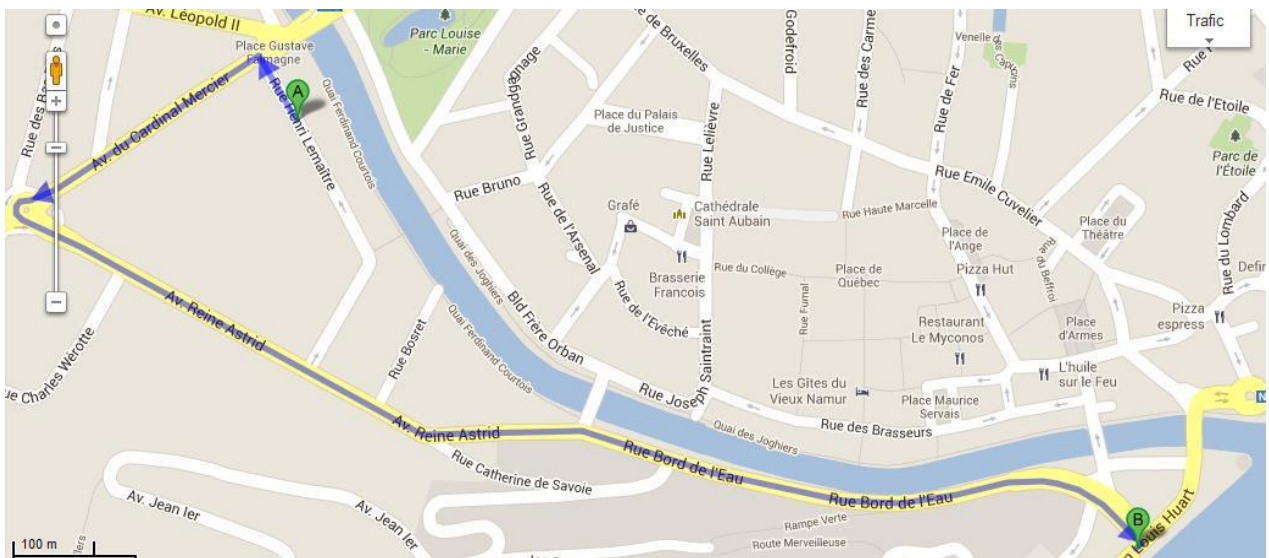 Av. Léopold II
Place Gustave
Falmagne
Parc Louise
- Marie
Rue Grandgagnage
Rue de Bruxelles
Godefroid
Rue des Carmes
Venelle des Capucins
Rue de Fer
Trafic
Rue de l'Etoile
Parc de
l'Étoile
A
Av. du Cardinal Mercier
Rue Henri Lemaître
Quai Ferdinand Courtois
Place du Palais
de Justice
Rue Lelièvre
Rue Bruno
Rue de l'Arsenal
Grafé
Cathédrale
Saint Aubain
Rue Haute Marcelle
Rue Emile Cuvelier
Place du
Théâtre
Place de
l'Ange
Rue du Beffroi
Rue du Lombard
Quai des Joghiers
Brasserie
Francois
Rue du Collège
Place de
Québec
Pizza Hut
Rue de l'Evêché
Bld Frère Orban
Rue Fumal
Rue Joseph Saintraint
Av. Reine Astrid
Rue Bosret
Quai Ferdinand Courtois
Restaurant
Le Myconos
Place
d'Armes
Pizza
espress
L'huile
sur le Feu
Les Gîtes du
Vieux Namur
Place Maurice
Servais
Rue des Brasseurs
Quai des Joghiers
Av. Reine Astrid
Rue Bord de l'Eau
Rue Bord de l'Eau
Rue Catherine de Savoie
Av. Jean Ier
Av. Jean Ier
Rampe Verte
Route Merveilleuse
B
Louis Huart
100 m